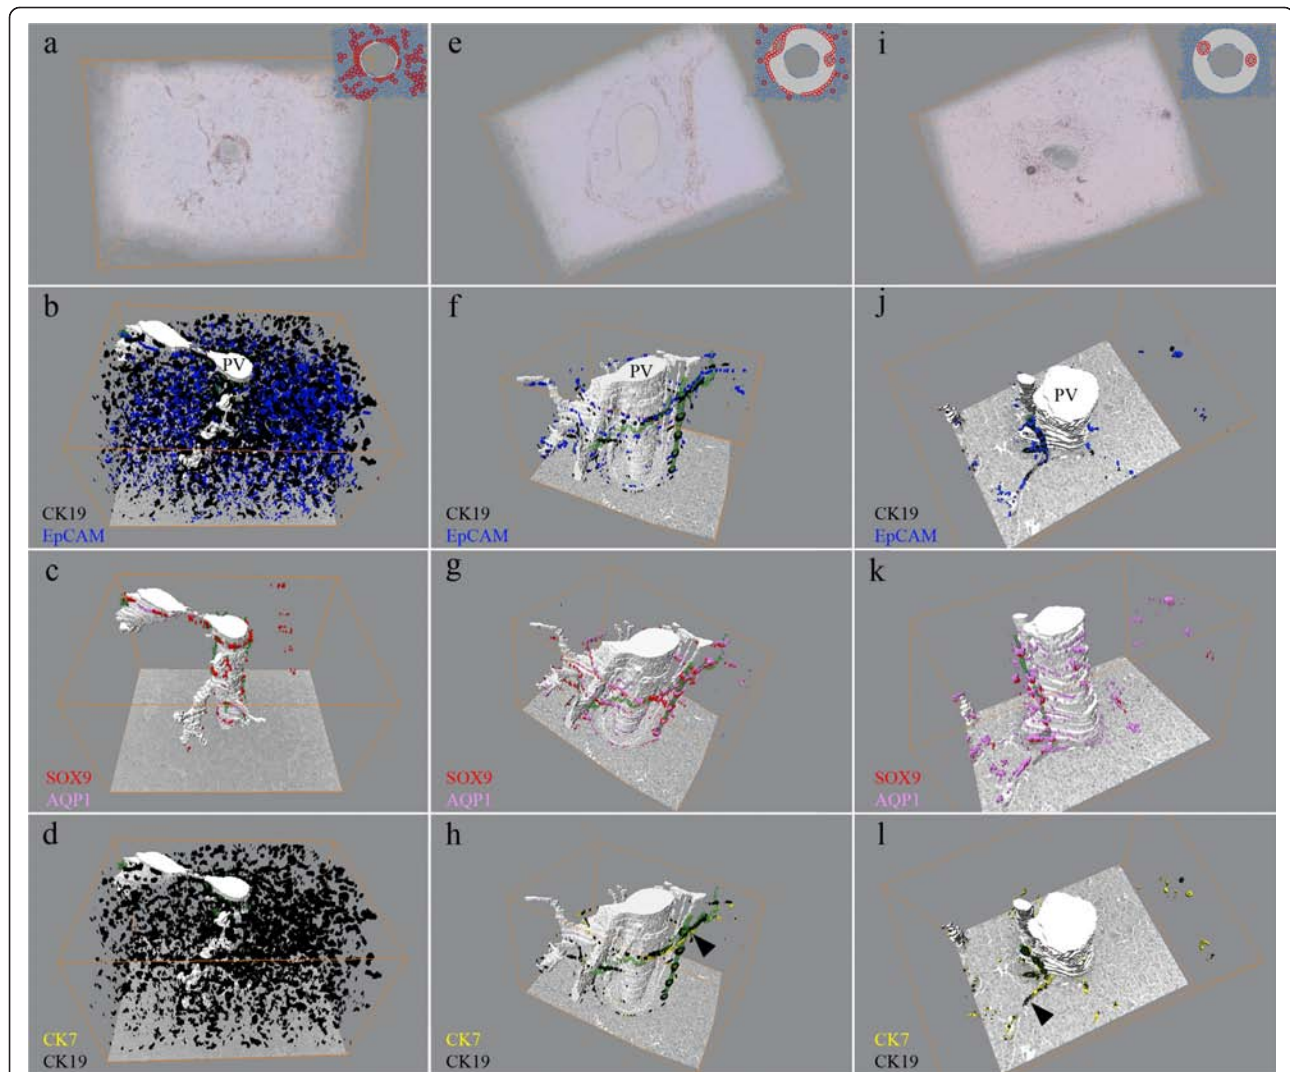 a
e
i
b
PV
CK19
EpCAM
f
PV
CK19
EpCAM
j
PV
CK19
EpCAM
c
SOX9
AQP1
g
SOX9
AQP1
k
SOX9
AQP1
d
CK7
CK19
h
CK7
CK19
l
CK7
CK19